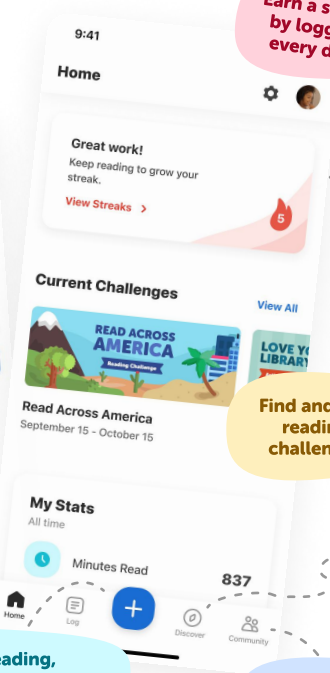 Earn a s
by logg
every d
9:41
Home
Great work!
Keep reading to grow your
streak.
View Streaks
5
Current Challenges
View All
READ ACROSS
AMERICA
Reading Challenge
LOVE YO
LIBRAR
Read Across America
September 15 - October 15
Find and
readin
challen
My Stats
All time
Minutes Read
837
Home
Log
Discover
Community
eading,